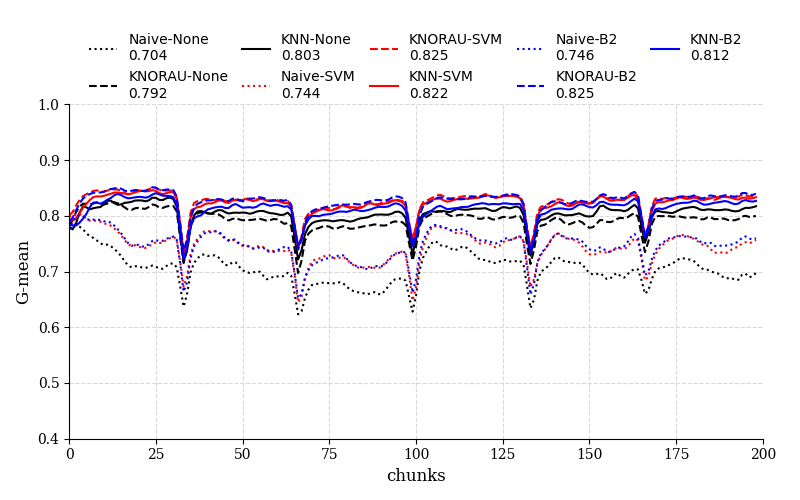 Naive-None KNN-None KNORAU-SVM Naive-B2 KNN-B2
0.704 0.803 0.825 0.746 0.812
KNORAU-None Naive-SVM KNN-SVM KNORAU-B2
0.792 0.744 0.822 0.825
1.0
0.9
0.8
0.7
0.6
0.5
0.4
G-mean
0 25 50 75 100 125 150 175 200
chunks